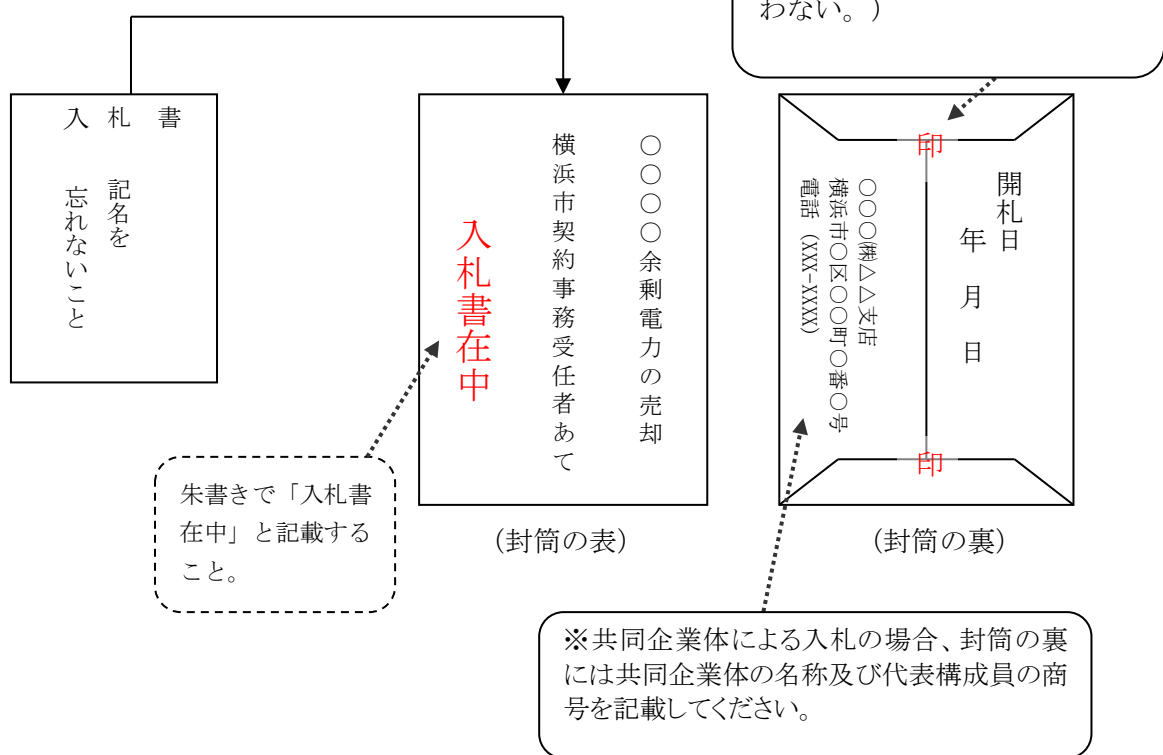 わない。)
入札書
記名を
忘れないこと
〇〇〇〇余剰電力の売却
横浜市契約事務受任者あて
入札書在中
印
開札日
年 月 日
〇〇〇㈱△△支店
横浜市〇区〇〇町〇番〇号
電話(XXX-XXXX)
印
朱書きで「入札書
在中」と記載する
こと。
(封筒の表)
(封筒の裏)
※共同企業体による入札の場合、封筒の裏
には共同企業体の名称及び代表構成員の商
号を記載してください。